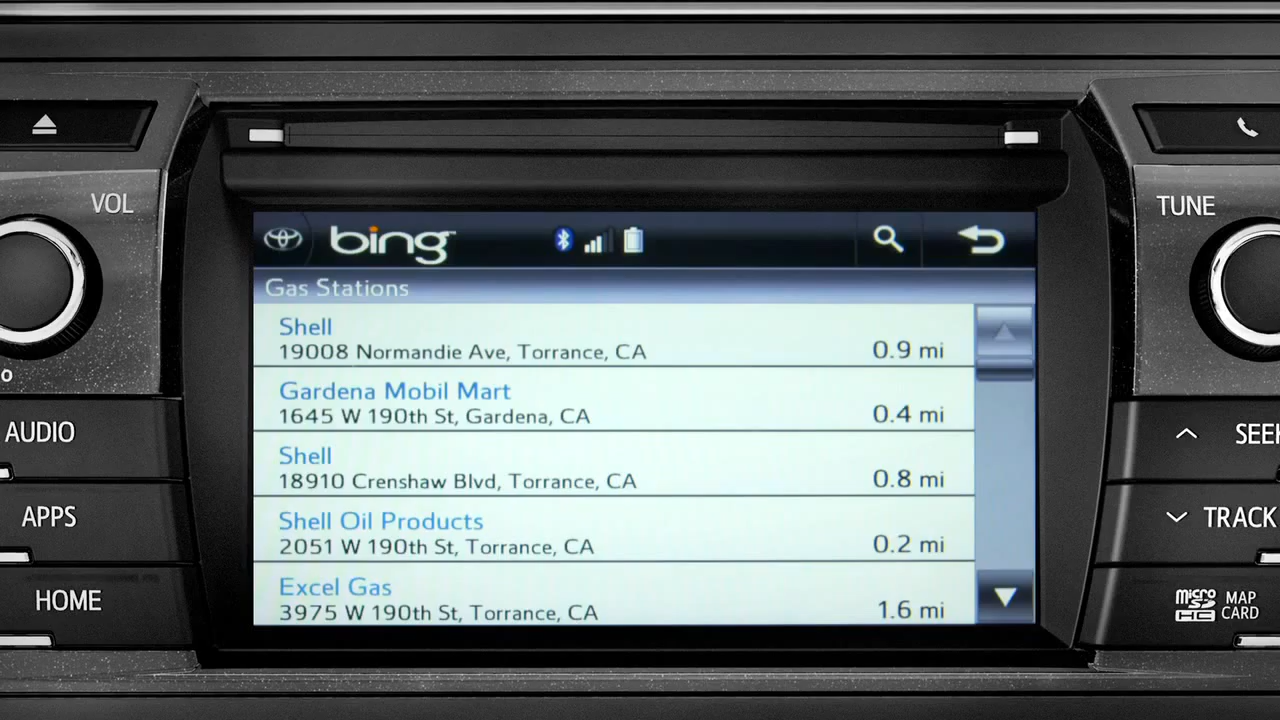 VOL
TUNE
bing
Gas Stations
Shell
19008 Normandie Ave, Torrance, CA
0.9 mi
Gardena Mobil Mart
1645 W 190th St, Gardena, CA
0.4 mi
Shell
18910 Crenshaw Blvd, Torrance, CA
0.8 mi
Shell Oil Products
2051 W 190th St, Torrance, CA
0.2 mi
Excel Gas
3975 W 190th St, Torrance, CA
1.6 mi
AUDIO
APPS
HOME
SEEK
TRACK
micro
SD
HC
MAP
CARD